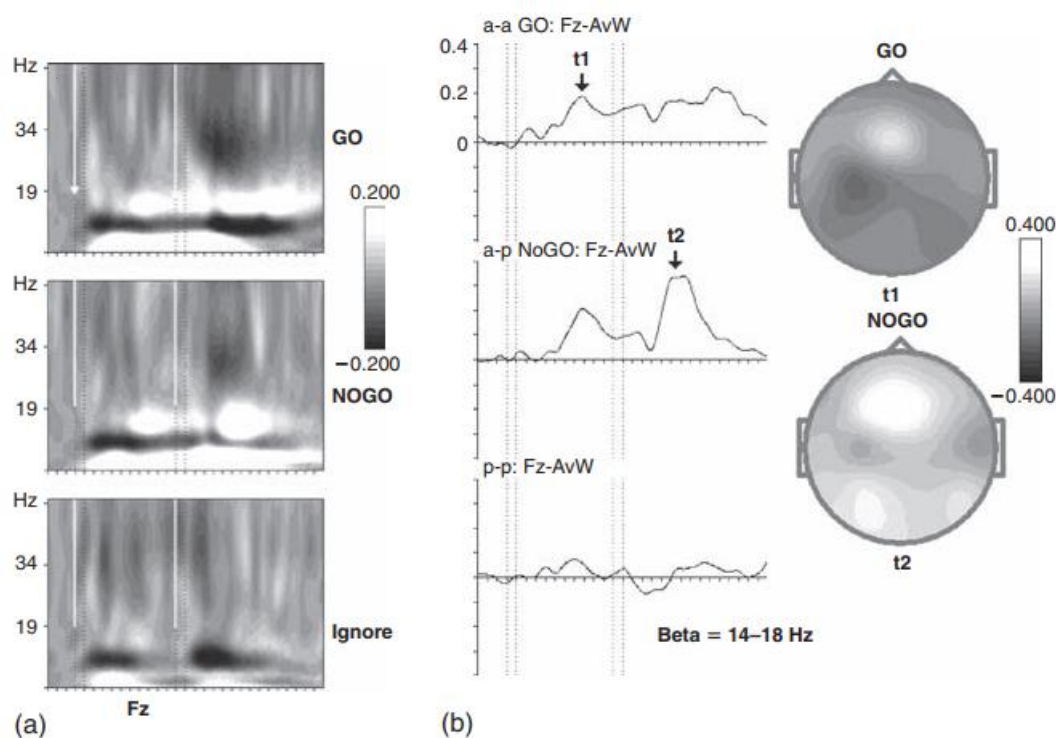 Hz
34
19
GO
0.200
−0.200
Hz
34
19
NOGO
Hz
34
19
Ignore
Fz
(a)
a-a GO: Fz-AvW
0.4
0.2
0
t1
a-p NoGO: Fz-AvW
t2
p-p: Fz-AvW
Beta = 14–18 Hz
(b)
GO
t1
NOGO
t2
0.400
−0.400